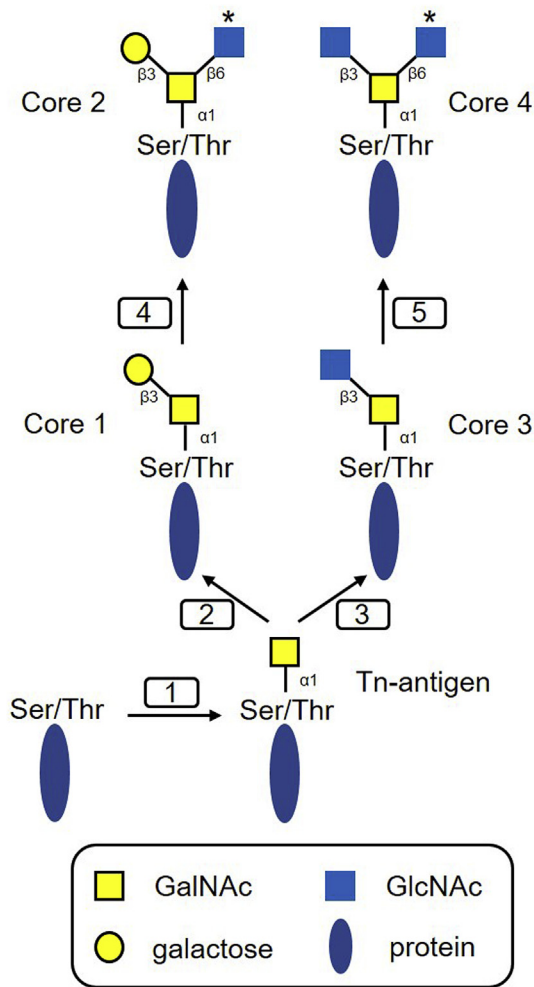 * *
β3 β6 β3 β6
Core 2 Core 4
α1 α1
Ser/Thr Ser/Thr
4 5
β3 β3
Core 1 Core 3
α1 α1
Ser/Thr Ser/Thr
2 3
α1 Tn-antigen
1
Ser/Thr Ser/Thr
GalNAc GlcNAc
galactose protein